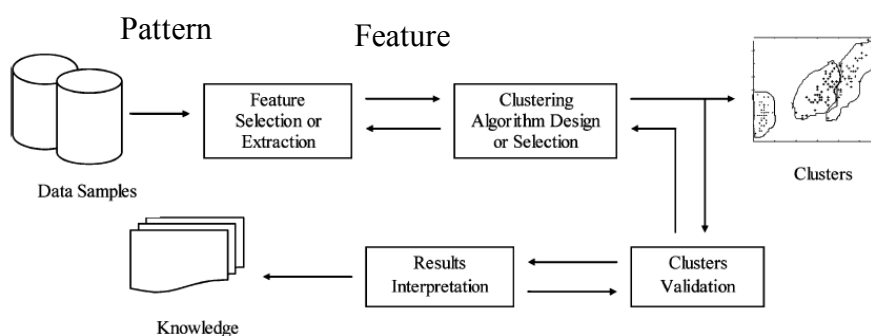 Pattern
Feature
Feature
Selection or
Extraction
Clustering
Algorithm Design
or Selection
Data Samples
Clusters
Results
Interpretation
Clusters
Validation
Knowledge